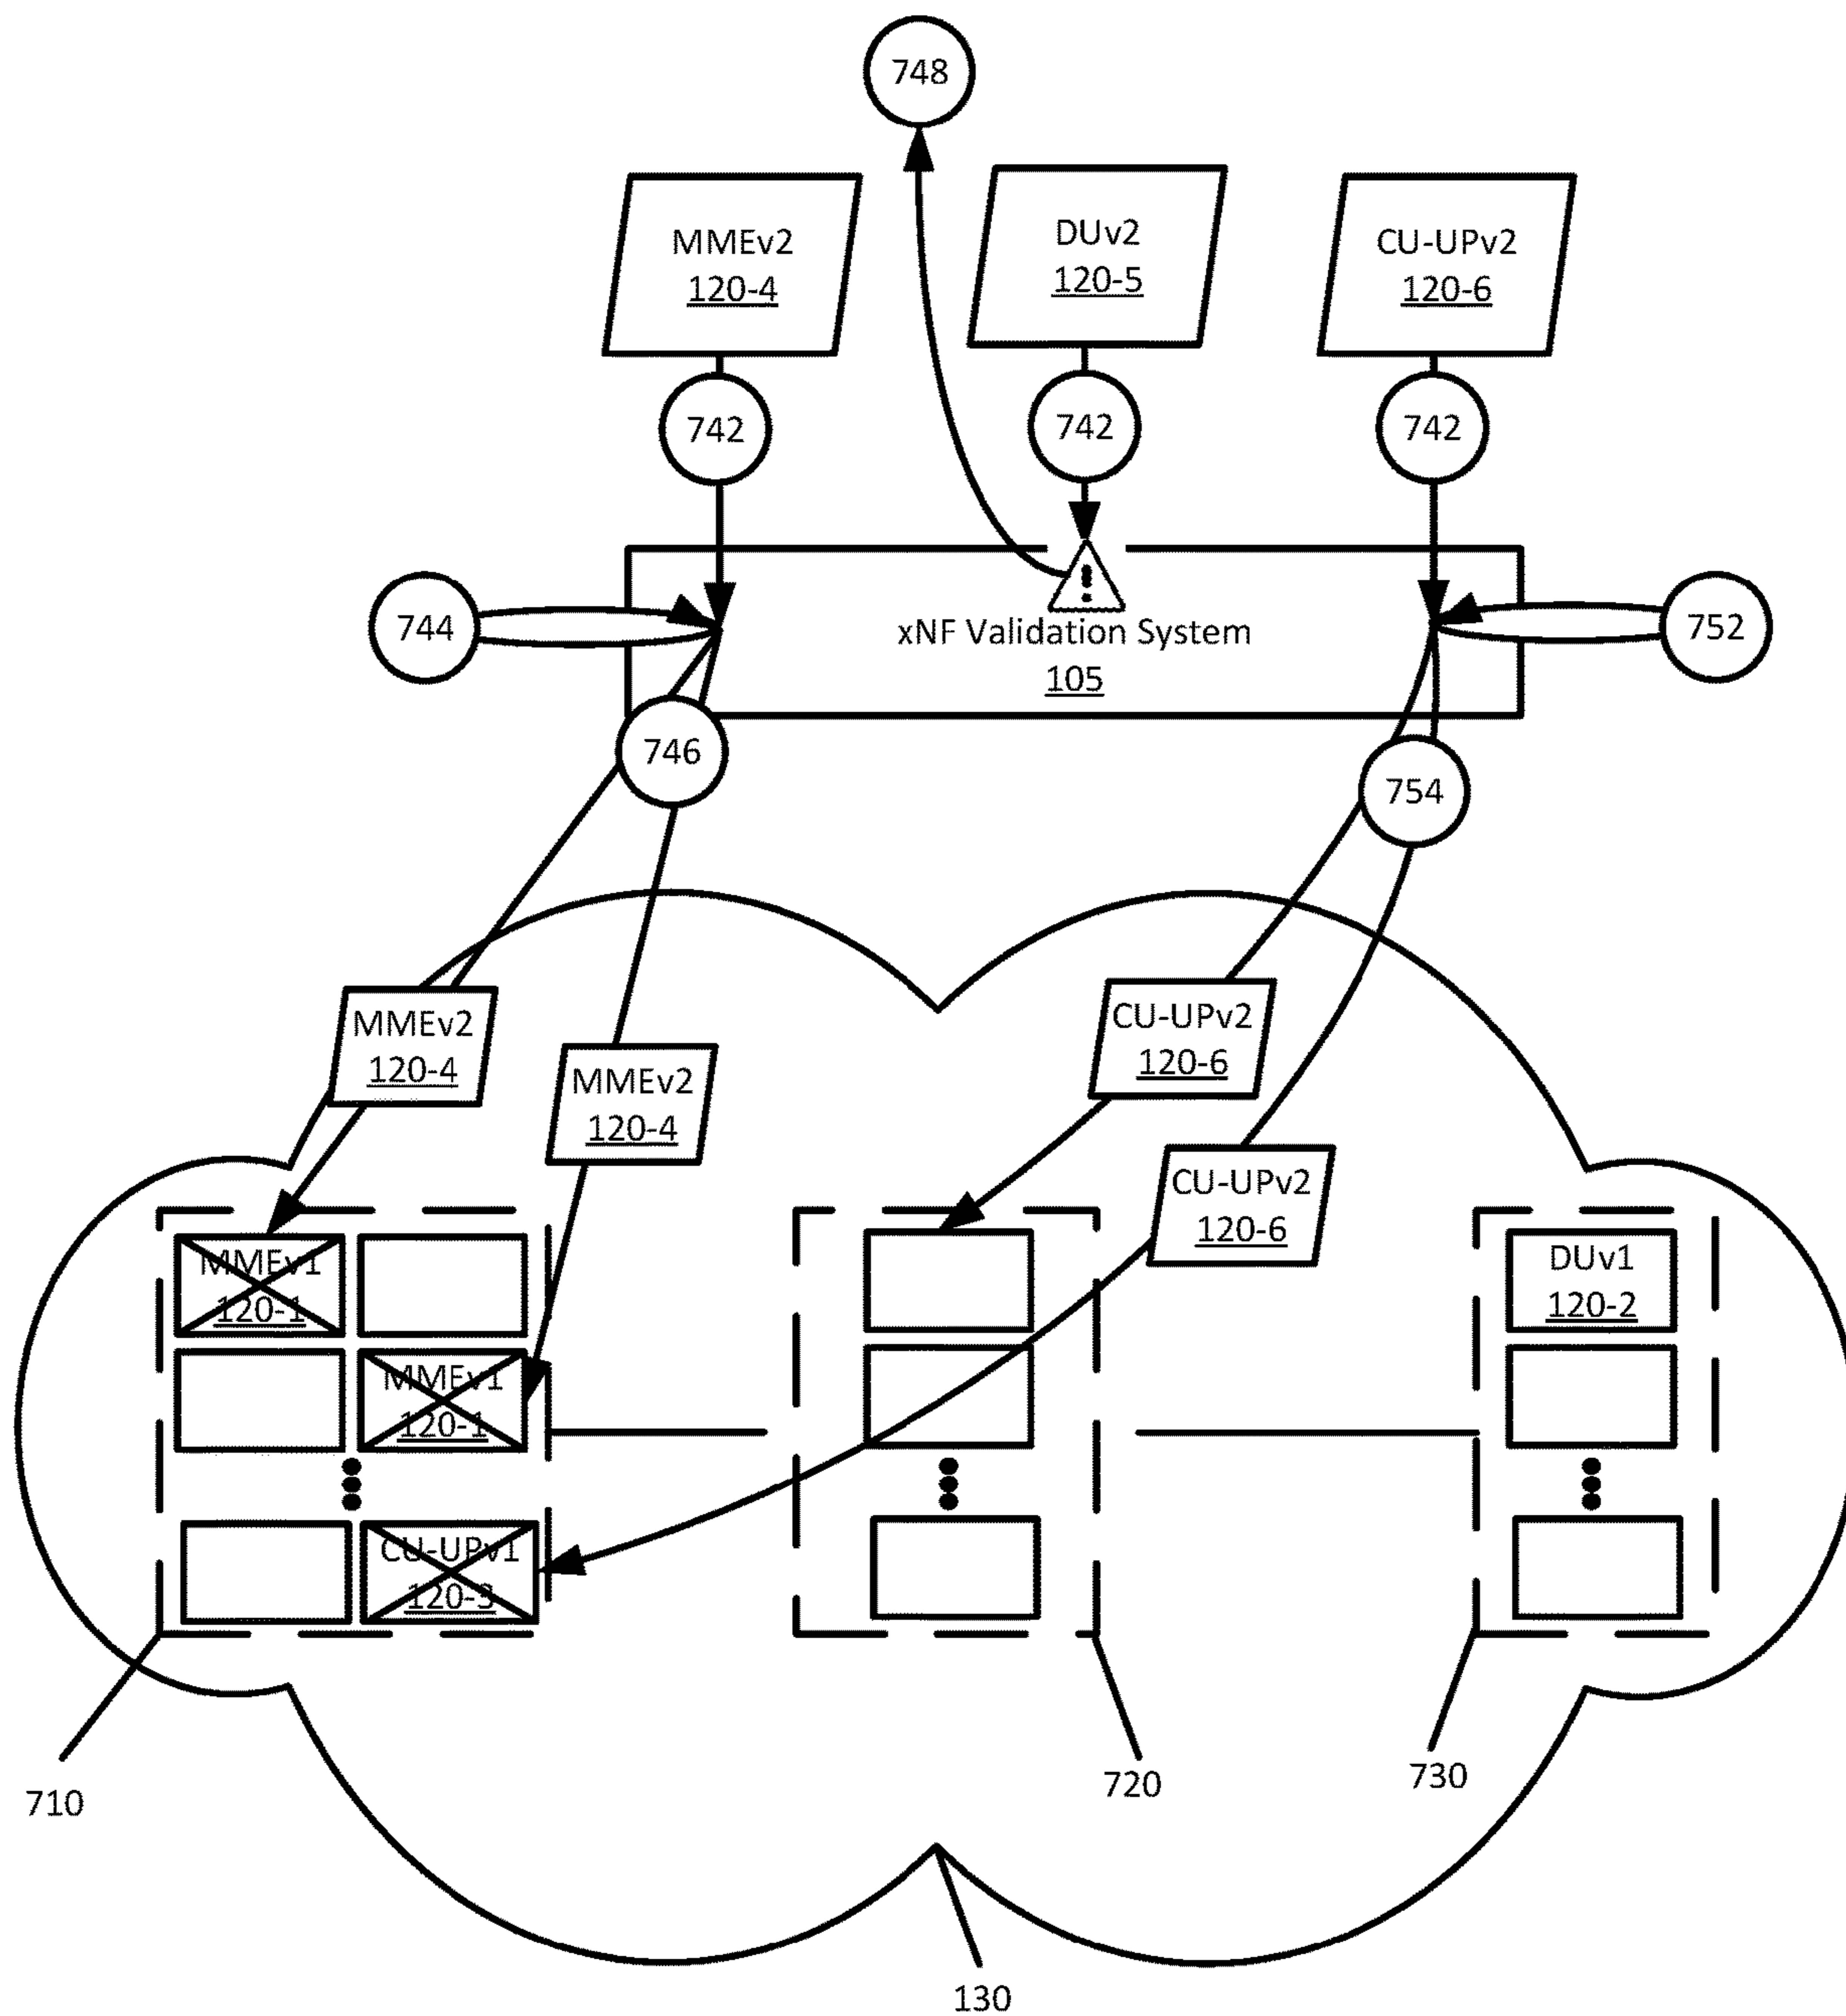 748
MMEv2
120-4
DUv2
120-5
CU-UPv2
120-6
742
742
742
744
xNF Validation System
105
752
746
754
MMEv2
120-4
MMEv2
120-4
CU-UPv2
120-6
CU-UPv2
120-6
MMEv1
120-1
MMEv1
120-1
CU-UPv1
120-3
DUv1
120-2
710
720
730
130